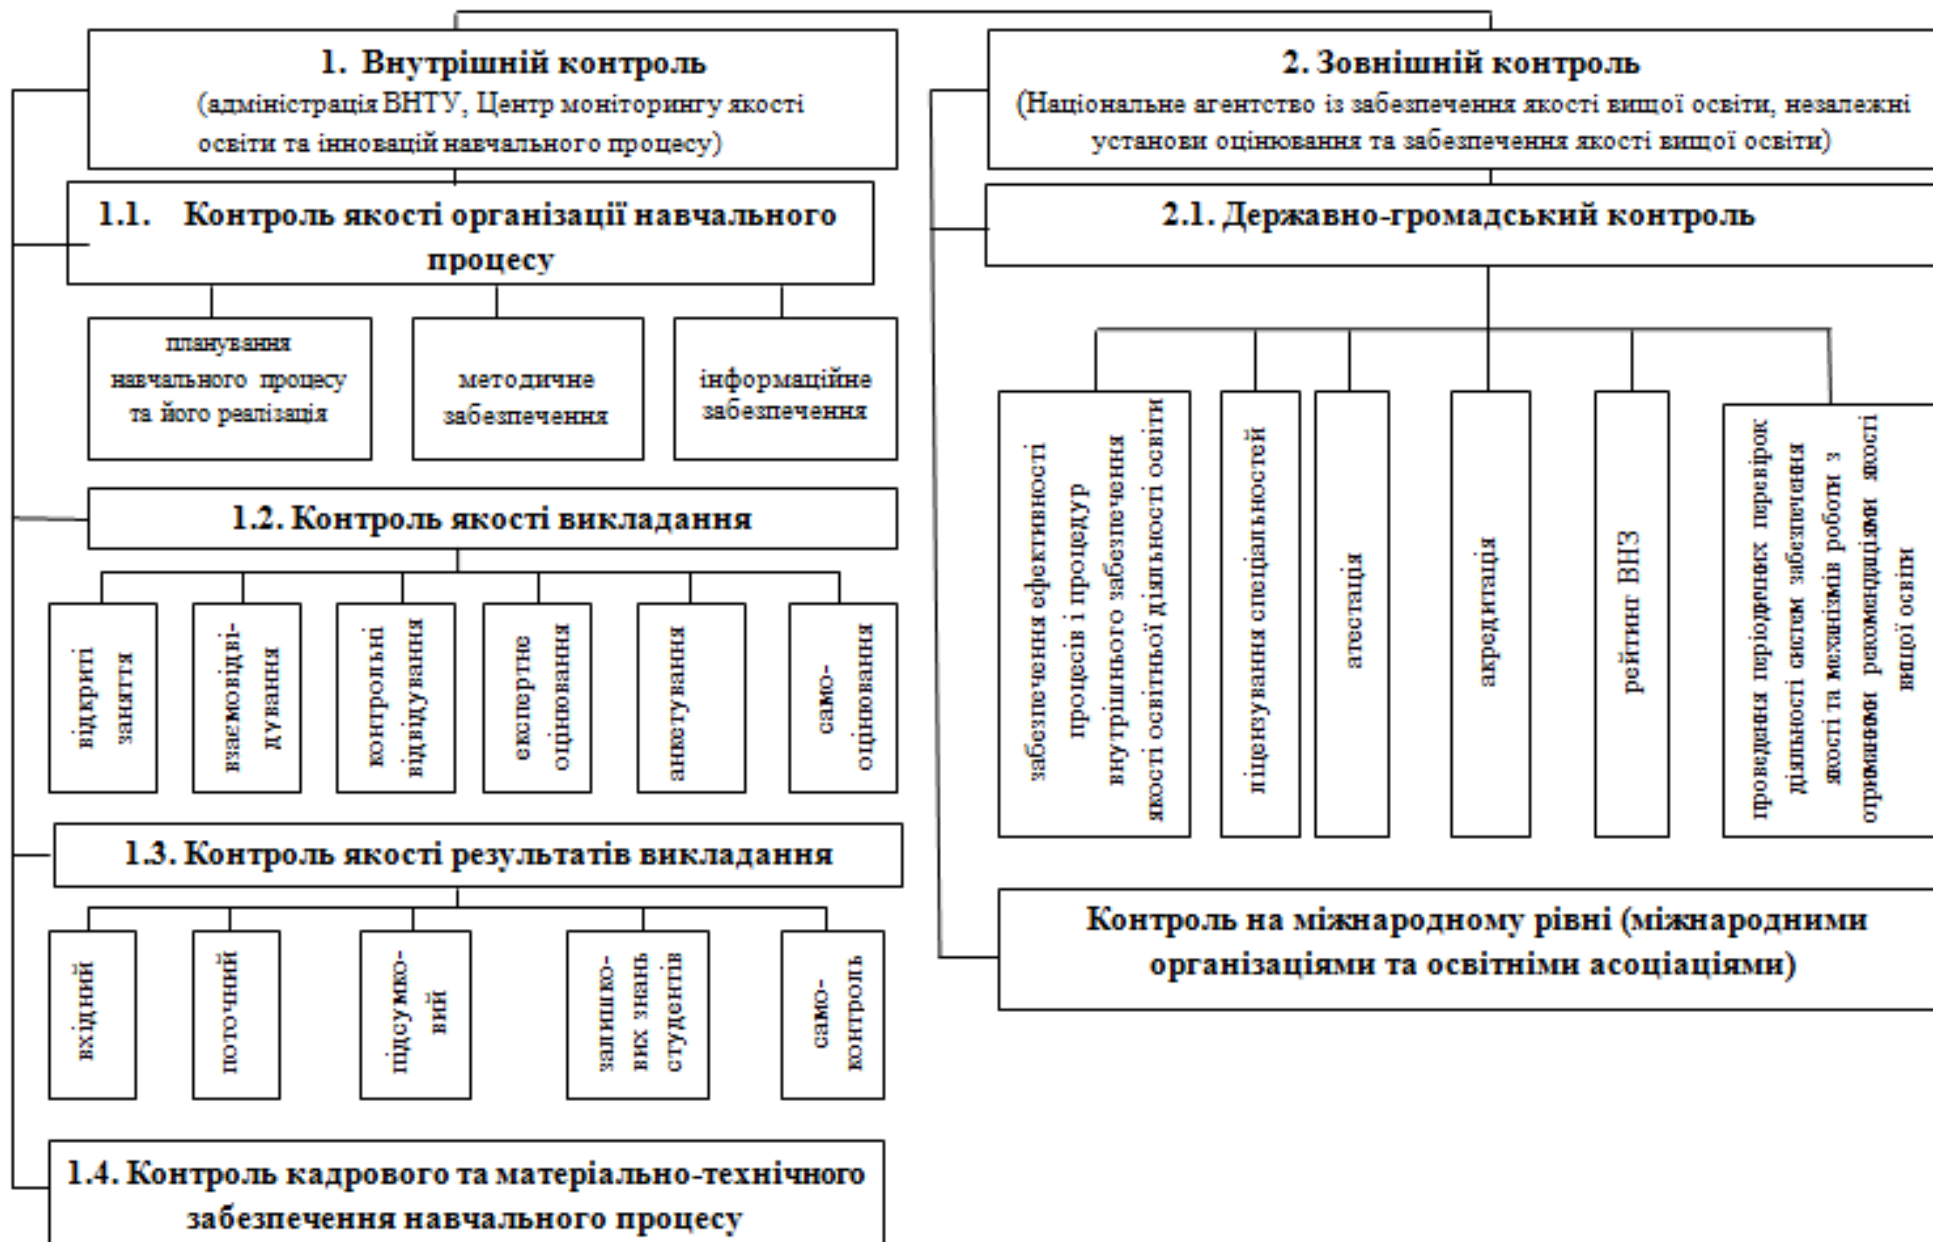 1. Внутрішній контроль
(адміністрація ВНТУ, Центр моніторингу якості
освіти та інновацій навчального процесу)
1.1. Контроль якості організації навчального
процесу
планування
навчального процесу
та його реалізація
методичне
забезпечення
інформаційне
забезпечення
1.2. Контроль якості викладання
відкриті
заняття
взаємовідві-
дування
контрольні
відвідування
експертне
оцінювання
анкетування
само-
оцінювання
1.3. Контроль якості результатів викладання
вхідний
поточний
підсумко-
вий
залишко-
вих знань
студентів
само-
контроль
1.4. Контроль кадрового та матеріально-технічного
забезпечення навчального процесу
2. Зовнішній контроль
(Національне агентство із забезпечення якості вищої освіти, незалежні
установи оцінювання та забезпечення якості вищої освіти)
2.1. Державно-громадський контроль
забезпечення ефективності
процесів і процедур
внутрішнього забезпечення
якості освітньої діяльності освіти
ліцензування спеціальностей
атестація
акредитація
рейтинг ВНЗ
проведення періодичних перевірок
діяльності систем забезпечення
якості та механізмів роботи з
отриманими рекомендаціями якості
вищої освіти
Контроль на міжнародному рівні (міжнародними
організаціями та освітніми асоціаціями)